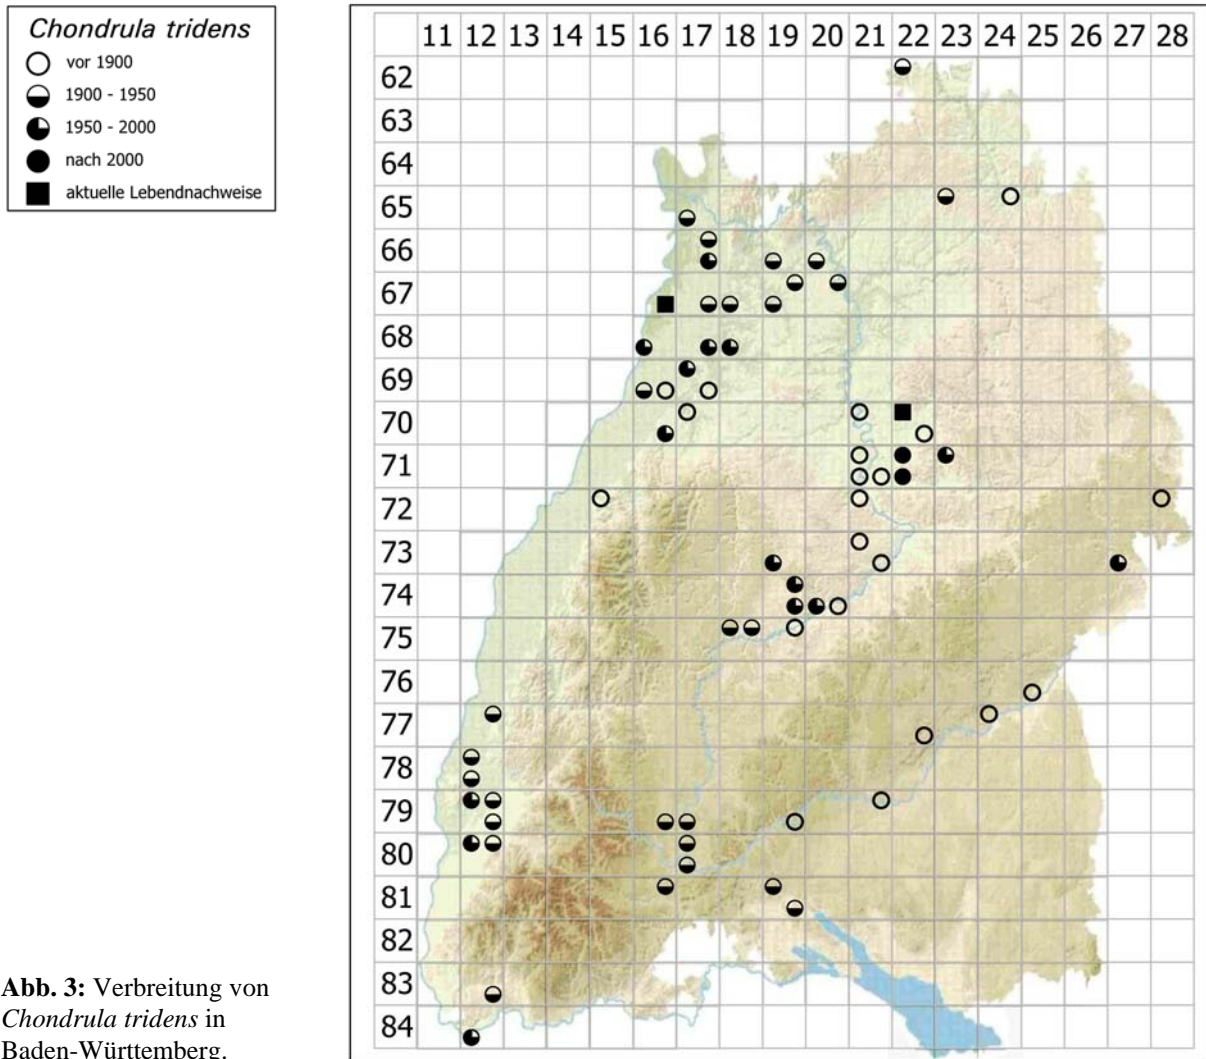 Chondrula tridens
vor 1900
1900 - 1950
1950 - 2000
nach 2000
aktuelle Lebendnachweise
11 12 13 14 15 16 17 18 19 20 21 22 23 24 25 26 27 28
62
63
64
65
66
67
68
69
70
71
72
73
74
75
76
77
78
79
80
81
82
83
84
Abb. 3: Verbreitung von
Chondrula tridens in
Baden-Württemberg.